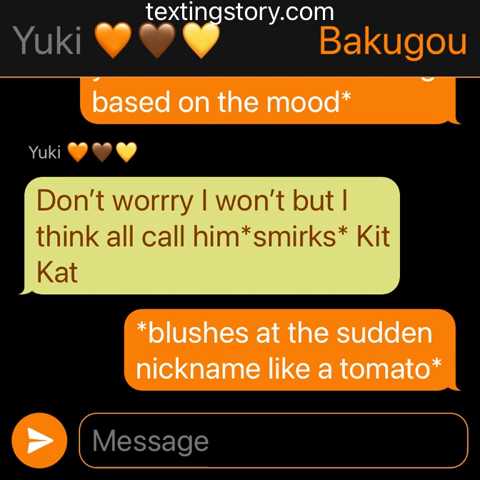 textingstory.com
Yuki 🧡🤎💛 Bakugou
based on the mood*
Yuki 🧡🤎💛
Don’t worrry I won’t but I
think all call him*smirks* Kit
Kat
*blushes at the sudden
nickname like a tomato*
Message